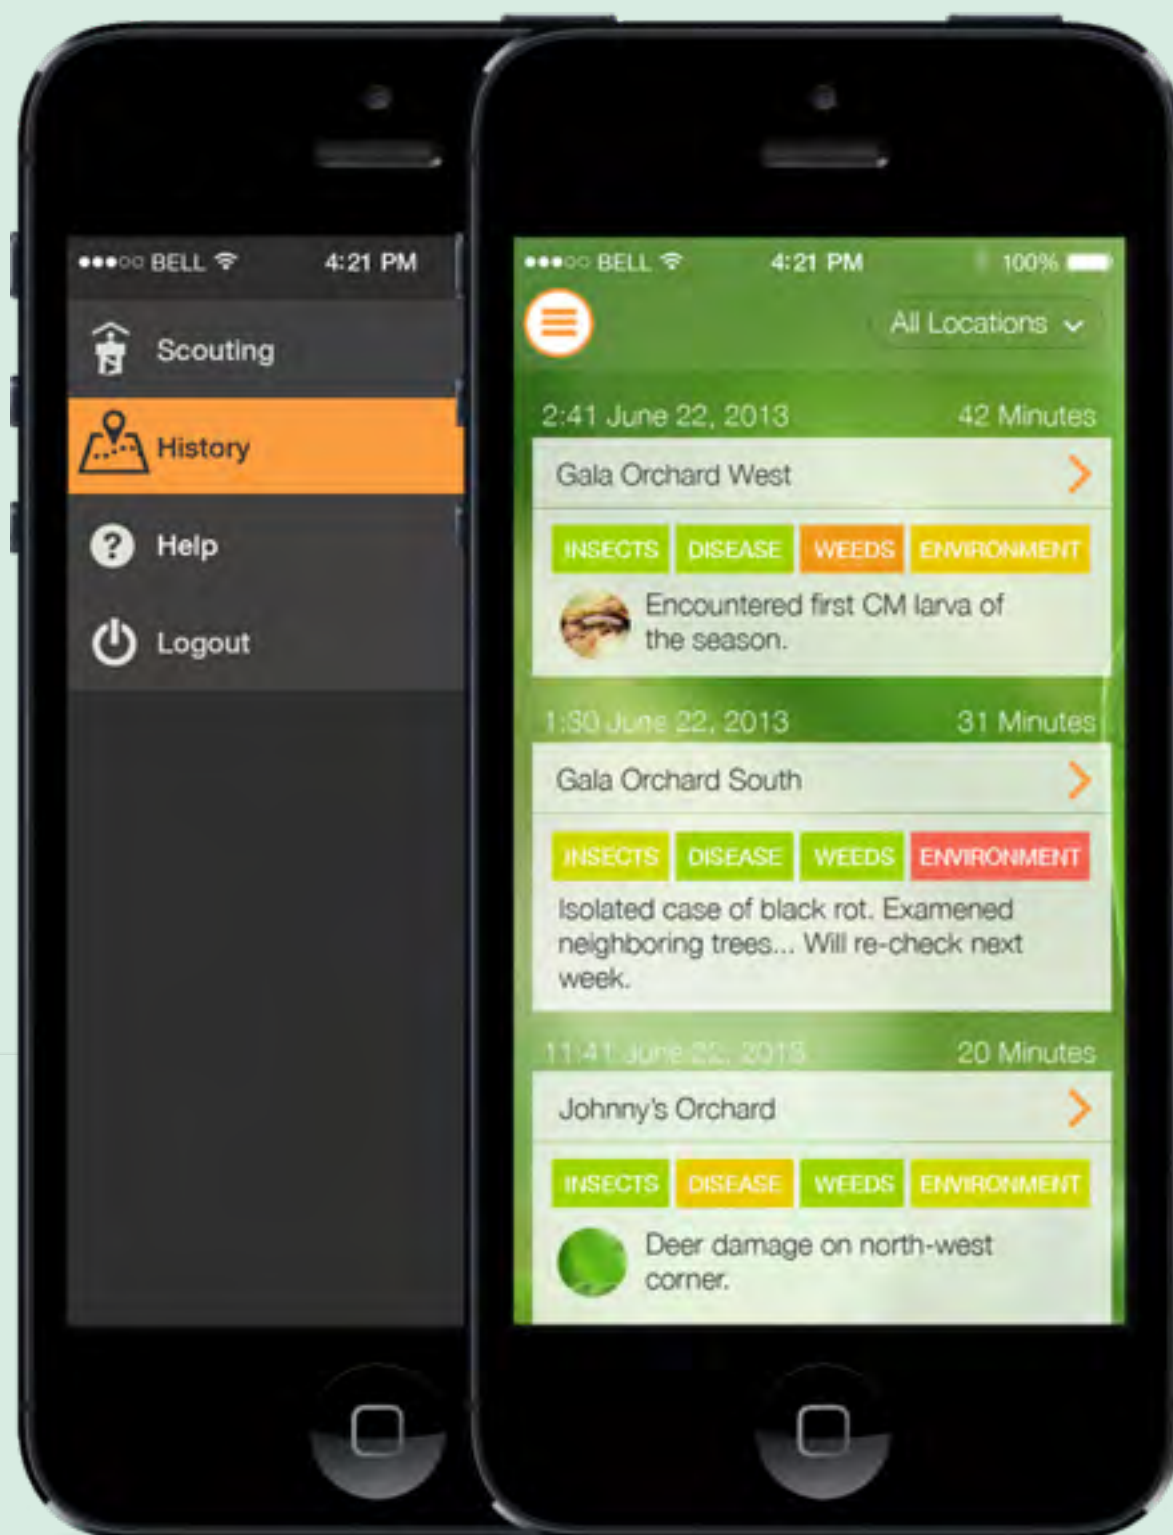 BELL 4:21 PM
Scouting
History
Help
Logout
BELL 4:21 PM 100%
All Locations
2:41 June 22, 2013 42 Minutes
Gala Orchard West
INSECTS DISEASE WEEDS ENVIRONMENT
Encountered first CM larva of
the season.
1:30 June 22, 2013 31 Minutes
Gala Orchard South
INSECTS DISEASE WEEDS ENVIRONMENT
Isolated case of black rot. Examened
neighboring trees... Will re-check next
week.
11:41 June 22, 2013 20 Minutes
Johnny's Orchard
INSECTS DISEASE WEEDS ENVIRONMENT
Deer damage on north-west
corner.